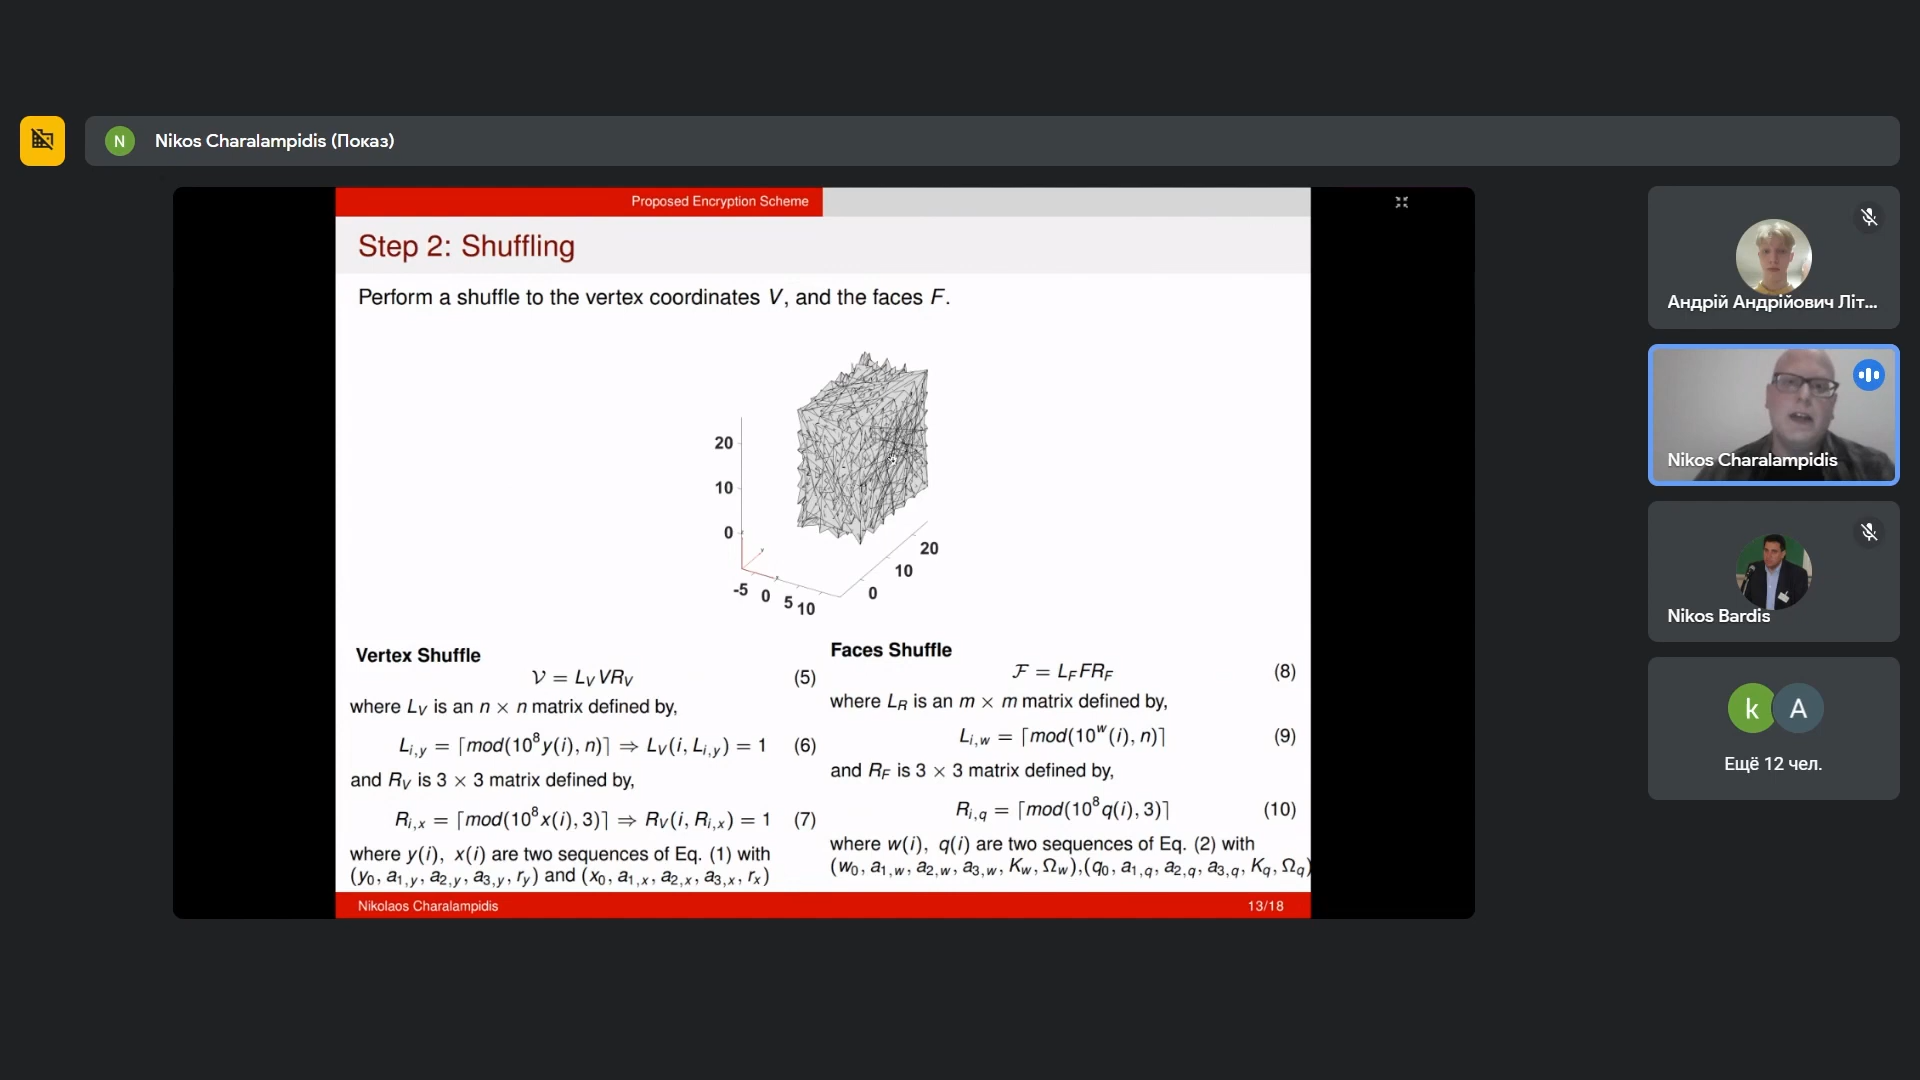 N Nikos Charalampidis (Показ)
Proposed Encryption Scheme
Step 2: Shuffling
Perform a shuffle to the vertex coordinates V, and the faces F.
20
10
0
-5 0 5 10
0 10 20
Vertex Shuffle
𝒱 = L_V VR_V (5)
where L_V is an n × n matrix defined by,
L_{i,y} = ⌈mod(10^8 y(i), n)⌉ ⇒ L_V(i, L_{i,y}) = 1 (6)
and R_V is 3 × 3 matrix defined by,
R_{i,x} = ⌈mod(10^8 x(i), 3)⌉ ⇒ R_V(i, R_{i,x}) = 1 (7)
where y(i), x(i) are two sequences of Eq. (1) with
(y_0, a_{1,y}, a_{2,y}, a_{3,y}, r_y) and (x_0, a_{1,x}, a_{2,x}, a_{3,x}, r_x)
Faces Shuffle
ℱ = L_F FR_F (8)
where L_R is an m × m matrix defined by,
L_{i,w} = ⌈mod(10^w(i), n)⌉ (9)
and R_F is 3 × 3 matrix defined by,
R_{i,q} = ⌈mod(10^8 q(i), 3)⌉ (10)
where w(i), q(i) are two sequences of Eq. (2) with
(w_0, a_{1,w}, a_{2,w}, a_{3,w}, K_w, Ω_w),(q_0, a_{1,q}, a_{2,q}, a_{3,q}, K_q, Ω_q)
Nikolaos Charalampidis 13/18
Андрій Андрійович Літ...
Nikos Charalampidis
Nikos Bardis
k A
Ещё 12 чел.